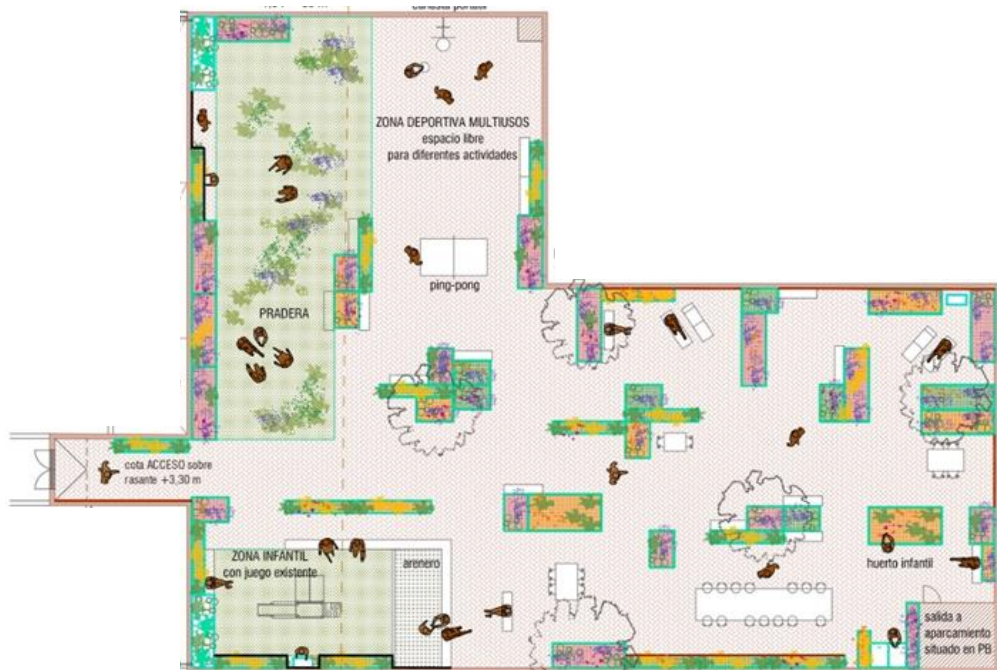 ZONA DEPORTIVA MULTIUSOS
espacio libre
para diferentes actividades
ping-pong
PRADERA
cota ACCESO sobre
rasante +3,30 m
ZONA INFANTIL
con juego existente
arenero
huerto infantil
salida a
aparcamiento
situado en PB